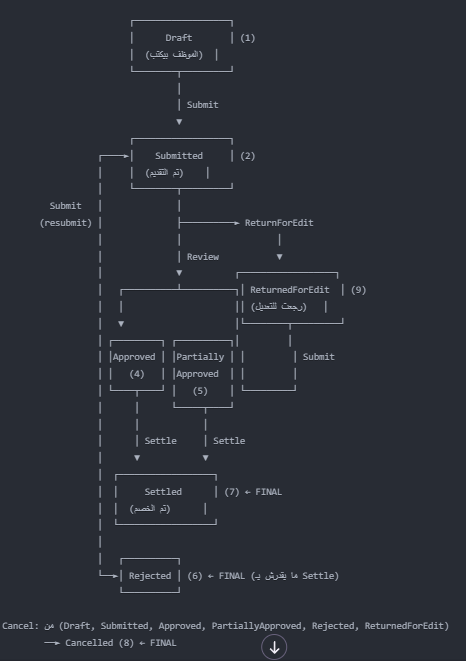 Draft (1)
(الموظف بيكتب)
Submit
Submitted (2)
(تم التقديم)
Submit
(resubmit)
ReturnForEdit
Review
ReturnedForEdit (9)
(رجعت للتعديل)
Approved
(4)
Partially
Approved
(5)
Submit
Settle Settle
Settled (7) ← FINAL
(تم الخصم)
Rejected (6) ← FINAL (ما يقدرش بـ Settle)
Cancel: من (Draft, Submitted, Approved, PartiallyApproved, Rejected, ReturnedForEdit)
→ Cancelled (8) ← FINAL